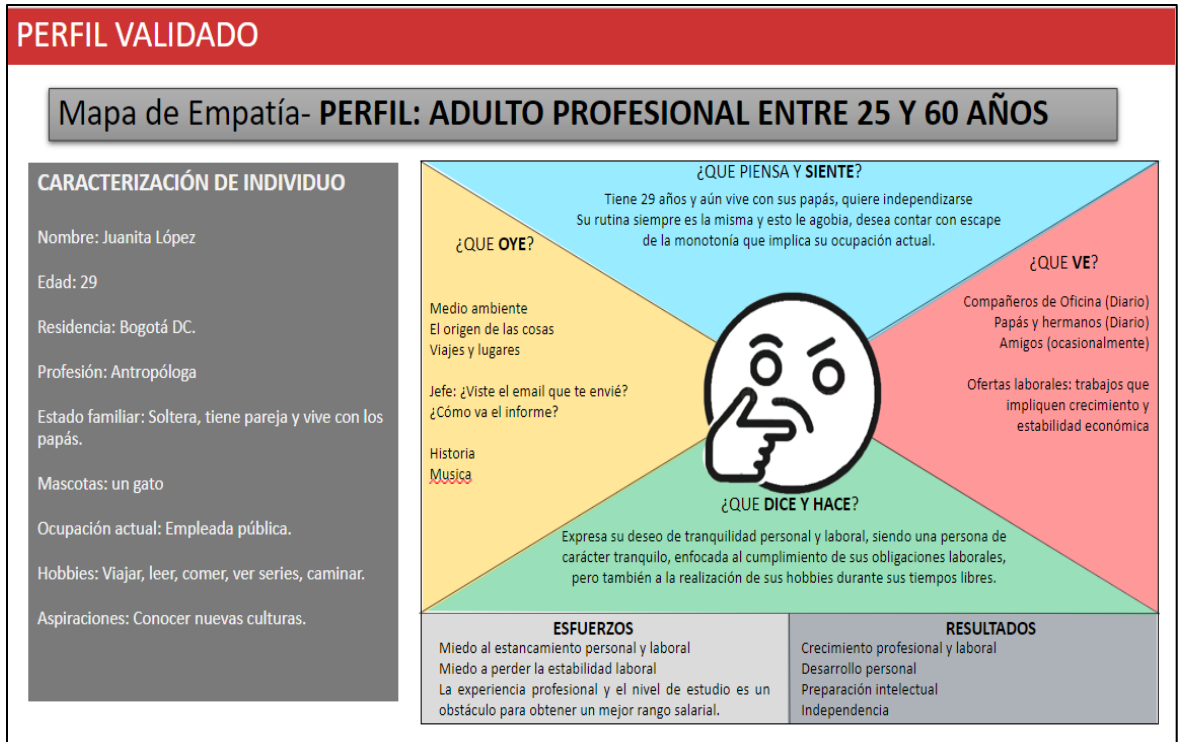 PERFIL VALIDADO
Mapa de Empatía- PERFIL: ADULTO PROFESIONAL ENTRE 25 Y 60 AÑOS
CARACTERIZACIÓN DE INDIVIDUO
Nombre: Juanita López
Edad: 29
Residencia: Bogotá DC.
Profesión: Antropóloga
Estado familiar: Soltera, tiene pareja y vive con los
papás.
Mascotas: un gato
Ocupación actual: Empleada pública.
Hobbies: Viajar, leer, comer, ver series, caminar.
Aspiraciones: Conocer nuevas culturas.
¿QUE PIENSA Y SIENTE?
Tiene 29 años y aún vive con sus papás, quiere independizarse
Su rutina siempre es la misma y esto le agobia, desea contar con escape
de la monotonía que implica su ocupación actual.
¿QUE OYE?
Medio ambiente
El origen de las cosas
Viajes y lugares
Jefe: ¿Viste el email que te envié?
¿Cómo va el informe?
Historia
Musica
¿QUE VE?
Compañeros de Oficina (Diario)
Papás y hermanos (Diario)
Amigos (ocasionalmente)
Ofertas laborales: trabajos que
impliquen crecimiento y
estabilidad económica
¿QUE DICE Y HACE?
Expresa su deseo de tranquilidad personal y laboral, siendo una persona de
carácter tranquilo, enfocada al cumplimiento de sus obligaciones laborales,
pero también a la realización de sus hobbies durante sus tiempos libres.
ESFUERZOS
Miedo al estancamiento personal y laboral
Miedo a perder la estabilidad laboral
La experiencia profesional y el nivel de estudio es un
obstáculo para obtener un mejor rango salarial.
RESULTADOS
Crecimiento profesional y laboral
Desarrollo personal
Preparación intelectual
Independencia